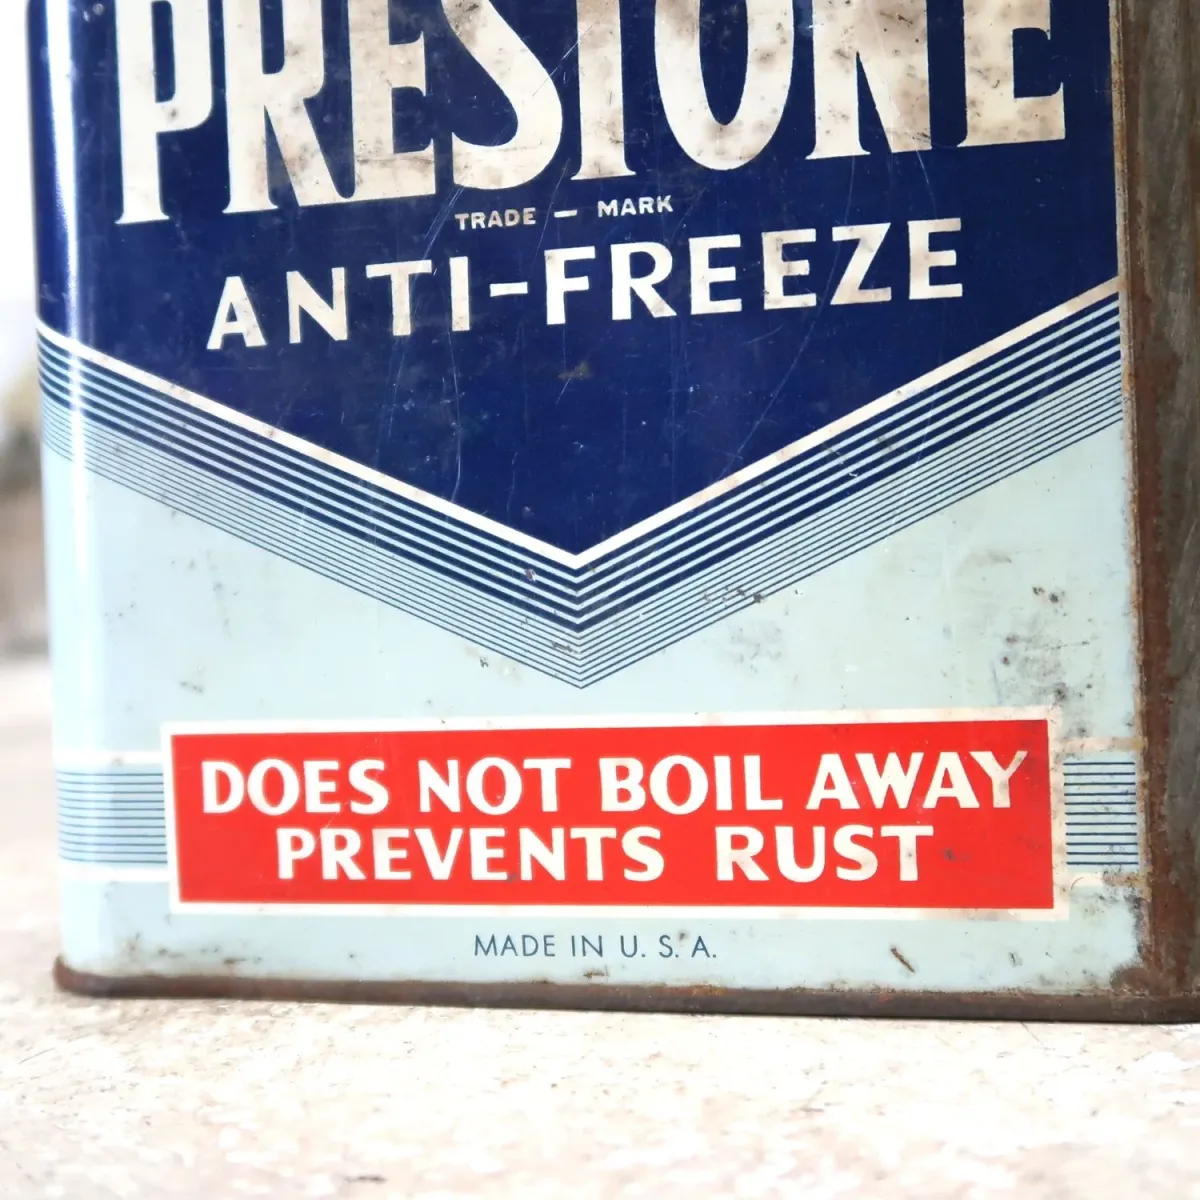 PRESTONE
TRADE — MARK
ANTI-FREEZE
DOES NOT BOIL AWAY
PREVENTS RUST
MADE IN U. S. A.